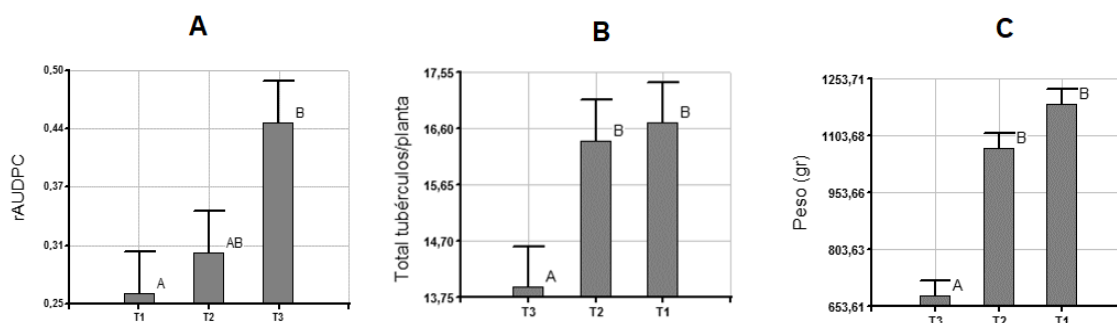 A
rAUDPC
0,50
0,44
0,37
0,31
0,25
A
AB
B
T1 T2 T3
B
Total tubérculos/planta
17,55
16,60
15,65
14,70
13,75
A
B
B
T3 T2 T1
C
Peso (gr)
1253,71
1103,68
953,66
803,63
653,61
A
B
B
T3 T2 T1